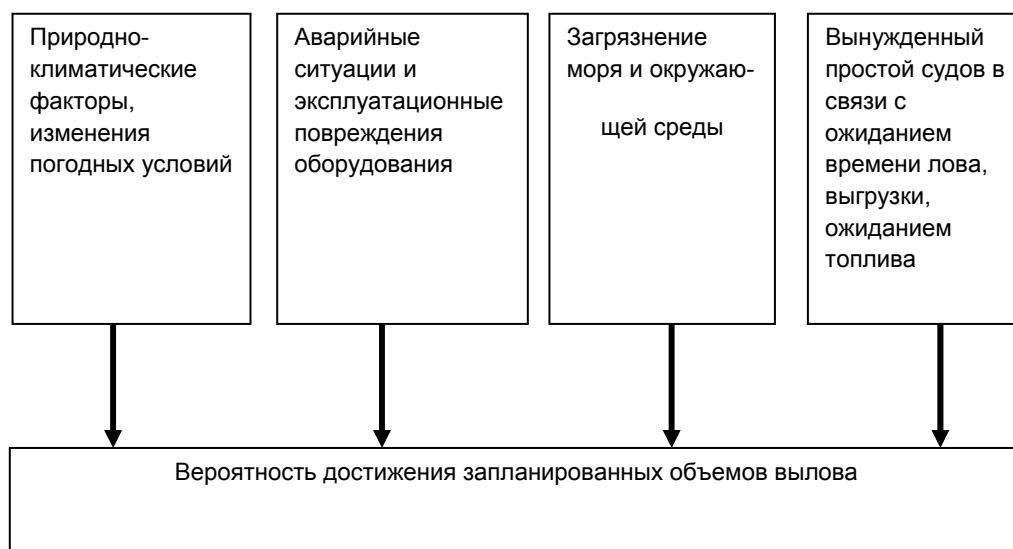 Природно-
климатические
факторы,
изменения
погодных условий
Аварийные
ситуации и
эксплуатационные
повреждения
оборудования
Загрязнение
моря и окружаю-
щей среды
Вынужденный
простой судов в
связи с
ожиданием
времени лова,
выгрузки,
ожиданием
топлива
Вероятность достижения запланированных объемов вылова